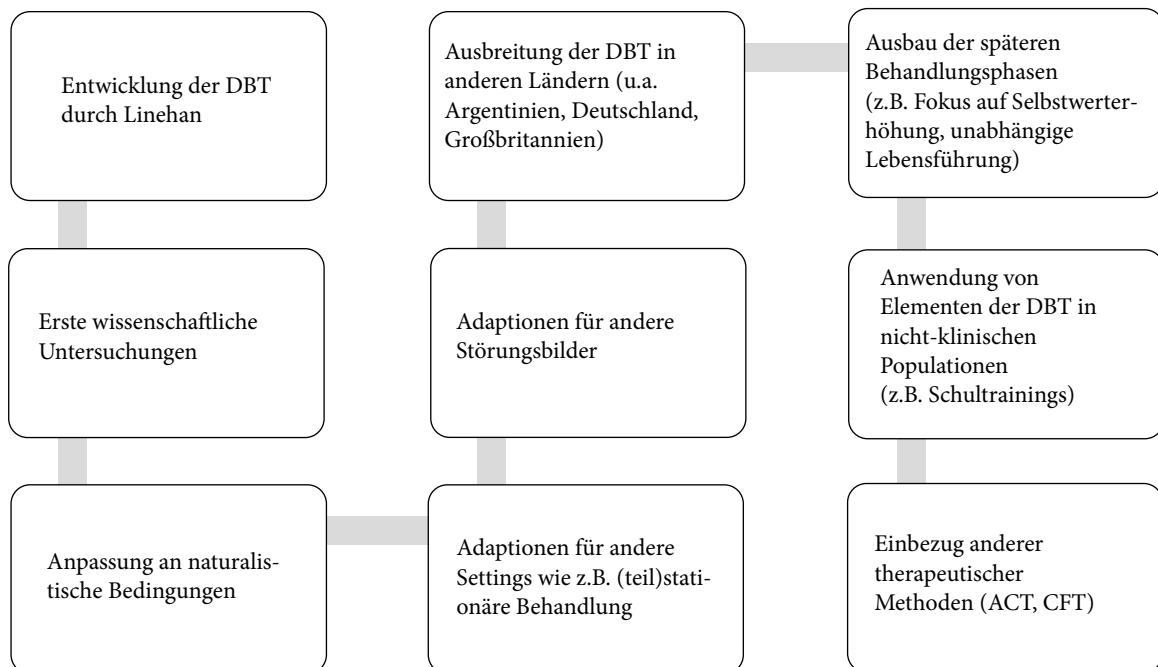 Entwicklung der DBT
durch Linehan
Erste wissenschaftliche
Untersuchungen
Anpassung an naturalis-
tische Bedingungen
Adaptionen für andere
Settings wie z.B. (teil)stati-
onäre Behandlung
Adaptionen für andere
Störungsbilder
Ausbreitung der DBT in
anderen Ländern (u.a.
Argentinien, Deutschland,
Großbritannien)
Ausbau der späteren
Behandlungsphasen
(z.B. Fokus auf Selbstwerter-
höhung, unabhängige
Lebensführung)
Anwendung von
Elementen der DBT in
nicht-klinischen
Populationen
(z.B. Schultrainings)
Einbezug anderer
therapeutischer
Methoden (ACT, CFT)